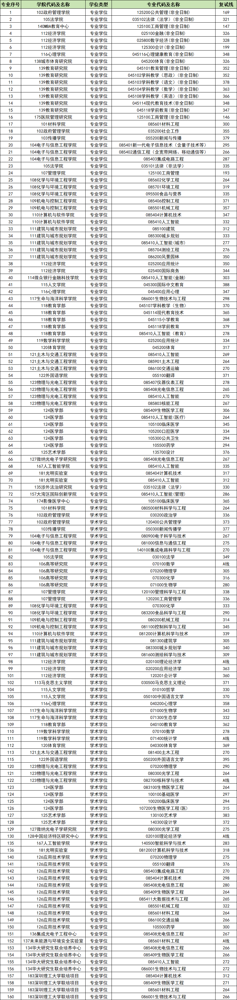 专业序号 学院代码及名称 学位类型 专业代码及名称 复试线
1 102政府管理学院 专业学位 125200公共管理(非全日制) 169
2 105法学院 专业学位 035102法律（法学）(非全日制) 321
3 140MBA教育中心 专业学位 125100工商管理(非全日制) 147
4 112经济学院 专业学位 025100金融(非全日制) 326
5 112经济学院 专业学位 025800数字经济(非全日制) 328
6 112经济学院 专业学位 125300会计(非全日制) 199
7 116心理学院 专业学位 045116心理健康教育(非全日制) 348
8 138城市体育研究院 专业学位 045200体育(非全日制) 326
9 139教育研究院 专业学位 045101教育管理(非全日制) 352
10 139教育研究院 专业学位 045102学科教学（思政）(非全日制) 352
11 139教育研究院 专业学位 045103学科教学（语文）(非全日制) 378
12 139教育研究院 专业学位 045104学科教学（数学）(非全日制) 363
13 139教育研究院 专业学位 045108学科教学（英语）(非全日制) 366
14 139教育研究院 专业学位 045114现代教育技术(非全日制) 348
15 139教育研究院 专业学位 045118学前教育(非全日制) 347
16 175医院管理研究院 专业学位 125100工商管理(非全日制) 146
17 101材料学院 专业学位 085601材料工程 300
18 102政府管理学院 专业学位 035200社会工作 355
19 103传播学院 专业学位 055200新闻与传播 379
20 104电子与信息工程学院 专业学位 085401新一代电子信息技术（含量子技术等） 295
21 104电子与信息工程学院 专业学位 085402通信工程（含宽带网络、移动通信等） 266
22 104电子与信息工程学院 专业学位 085403集成电路工程 287
23 105法学院 专业学位 035101法律（非法学） 335
24 107管理学院 专业学位 125100工商管理 193
25 108化学与环境工程学院 专业学位 085602化学工程 264
26 108化学与环境工程学院 专业学位 085701环境工程 319
27 108化学与环境工程学院 专业学位 095500食品与营养 335
28 109机电与控制工程学院 专业学位 085406控制工程 371
29 109机电与控制工程学院 专业学位 085501机械工程 357
30 110计算机与软件学院 专业学位 085404计算机技术 347
32 110计算机与软件学院 专业学位 085410人工智能 332
33 111建筑与城市规划学院 专业学位 085100建筑 312
34 111建筑与城市规划学院 专业学位 085300城乡规划 333
35 111建筑与城市规划学院 专业学位 085410人工智能(城市) 277
36 111建筑与城市规划学院 专业学位 085704测绘工程 276
37 111建筑与城市规划学院 专业学位 086200风景园林 350
38 112经济学院 专业学位 025200应用统计 350
39 112经济学院 专业学位 025400国际商务 344
40 114微众银行金融科技学院 专业学位 085410人工智能(金融) 303
41 115人文学院 专业学位 045300国际中文教育 388
42 116心理学院 专业学位 045400应用心理 347
43 117生命与海洋科学学院 专业学位 086001生物技术与工程 298
44 118教育学部 专业学位 045107学科教学（生物） 370
45 118教育学部 专业学位 045114现代教育技术 365
46 118教育学部 专业学位 045115小学教育 368
47 118教育学部 专业学位 045118学前教育 379
48 118教育学部 专业学位 085410人工智能（教育） 278
49 119数学科学学院 专业学位 025200应用统计 334
50 120体育学院 专业学位 045200体育 317
51 121土木与交通工程学院 专业学位 085410人工智能 269
52 121土木与交通工程学院 专业学位 085901土木工程 264
53 121土木与交通工程学院 专业学位 086100交通运输 270
54 122外国语学院 专业学位 055100翻译 371
55 123物理与光电工程学院 专业学位 085407仪器仪表工程 278
56 123物理与光电工程学院 专业学位 085408光电信息工程 265
57 123物理与光电工程学院 专业学位 085410人工智能 270
58 123物理与光电工程学院 专业学位 085803核能工程 267
59 124医学部 专业学位 085409生物医学工程 306
60 124医学部 专业学位 085410人工智能(医疗) 264
61 124医学部 专业学位 105100临床医学 345
62 124医学部 专业学位 105200口腔医学 334
63 124医学部 专业学位 105300公共卫生 294
64 124医学部 专业学位 105500药学 294
65 125艺术学部 专业学位 135700设计 376
66 127微纳光电子学研究院 专业学位 085408光电信息工程 267
68 167人工智能学院 专业学位 085410人工智能 335
69 181光明实验室 专业学位 085404计算机技术 317
70 181光明实验室 专业学位 085410人工智能 312
71 135涉外法治研究院 专业学位 035102法律（法学） 330
72 157大湾区国际创新学院 专业学位 085410人工智能(管理) 286
74 174影像医学中心 专业学位 105100临床医学 365
75 101材料学院 学术学位 080500材料科学与工程 264
76 102政府管理学院 学术学位 030200政治学 336
77 102政府管理学院 学术学位 120400公共管理学 373
78 103传播学院 学术学位 050300新闻传播学 377
79 104电子与信息工程学院 学术学位 080900电子科学与技术 267
80 104电子与信息工程学院 学术学位 081000信息与通信工程 275
81 104电子与信息工程学院 学术学位 140100集成电路科学与工程 270
82 105法学院 学术学位 030100法学 349
83 106高等研究院 学术学位 070100数学 A线
84 106高等研究院 学术学位 070200物理学 305
85 106高等研究院 学术学位 070300化学 316
86 106高等研究院 学术学位 071000生物学 280
87 107管理学院 学术学位 120100管理科学与工程 338
88 107管理学院 学术学位 120200工商管理学 336
89 108化学与环境工程学院 学术学位 070300化学 333
90 108化学与环境工程学院 学术学位 083200食品科学与工程 290
91 109机电与控制工程学院 学术学位 080200机械工程 314
92 109机电与控制工程学院 学术学位 081100控制科学与工程 345
94 110计算机与软件学院 学术学位 081200计算机科学与技术 339
95 111建筑与城市规划学院 学术学位 081300建筑学 305
96 111建筑与城市规划学院 学术学位 083300城乡规划学 340
97 111建筑与城市规划学院 学术学位 081600测绘科学与技术 309
98 112经济学院 学术学位 020100理论经济学 A线
99 112经济学院 学术学位 020200应用经济学 363
101 112经济学院 学术学位 120201会计学 360
102 113马克思主义学院 学术学位 030500马克思主义理论 371
104 115人文学院 学术学位 010100哲学 330
105 115人文学院 学术学位 050100中国语言文学 370
106 116心理学院 学术学位 040200心理学 358
107 117生命与海洋科学学院 学术学位 071000生物学 343
108 117生命与海洋科学学院 学术学位 071300生态学 332
109 118教育学部 学术学位 040100教育学 362
110 119数学科学学院 学术学位 070100数学 278
111 119数学科学学院 学术学位 071400统计学 A线
112 120体育学院 学术学位 040300体育学 369
113 121土木与交通工程学院 学术学位 081400土木工程 270
115 122外国语学院 学术学位 050200外国语言文学 395
120 123物理与光电工程学院 学术学位 070200物理学 290
121 123物理与光电工程学院 学术学位 080300光学工程 264
122 123物理与光电工程学院 学术学位 082700核科学与技术 A线
123 124医学部 学术学位 083100生物医学工程 264
124 124医学部 学术学位 100100基础医学 297
125 124医学部 学术学位 100200临床医学 294
126 124医学部 学术学位 107200生物医学工程(医) 315
127 125艺术学部 学术学位 130100艺术学 383
128 125艺术学部 学术学位 140300设计学 372
129 127微纳光电子学研究院 学术学位 080300光学工程 275
130 128中国经济特区研究中心 学术学位 020100理论经济学 A线
135 167人工智能学院 学术学位 140500智能科学与技术 283
136 181光明实验室 学术学位 081200计算机科学与技术 318
140 126应用技术学院 学术学位 070200物理学 275
141 126应用技术学院 专业学位 055100翻译 376
142 126应用技术学院 专业学位 085403集成电路工程 270
143 126应用技术学院 专业学位 085404计算机技术 298
144 126应用技术学院 专业学位 085408光电信息工程 280
145 126应用技术学院 专业学位 085409生物医学工程 264
146 126应用技术学院 专业学位 085411大数据技术与工程 265
147 126应用技术学院 专业学位 085501机械工程 322
148 126应用技术学院 专业学位 085601材料工程 264
149 126应用技术学院 专业学位 086100交通运输 266
150 126应用技术学院 专业学位 105500药学 300
151 136集成光电子工程中心 专业学位 085408光电信息工程 267
152 137未来能源与环境安全实验室 专业学位 085601材料工程 A线
153 134华大研究生联合培养中心 专业学位 085408光电信息工程 266
154 134华大研究生联合培养中心 专业学位 085409生物医学工程 266
155 134华大研究生联合培养中心 专业学位 085410人工智能 272
156 134华大研究生联合培养中心 专业学位 086001生物技术与工程 272
157 183深圳理工大学联培项目 专业学位 085404计算机技术 312
158 183深圳理工大学联培项目 专业学位 085409生物医学工程 271
159 183深圳理工大学联培项目 专业学位 085601材料工程 264
160 183深圳理工大学联培项目 专业学位 086001生物技术与工程 266